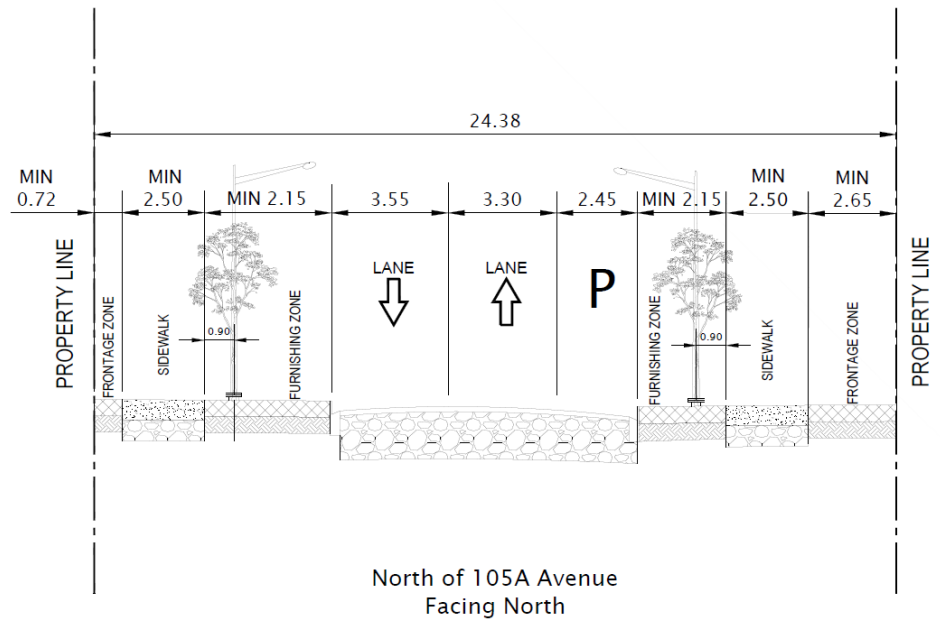 24.38
MIN
0.72
MIN
2.50
MIN 2.15
3.55
3.30
2.45
MIN 2.15
MIN
2.50
MIN
2.65
PROPERTY LINE
FRONTAGE ZONE
SIDEWALK
0.90
FURNISHING ZONE
LANE
LANE
P
FURNISHING ZONE
0.90
SIDEWALK
FRONTAGE ZONE
PROPERTY LINE
North of 105A Avenue
Facing North